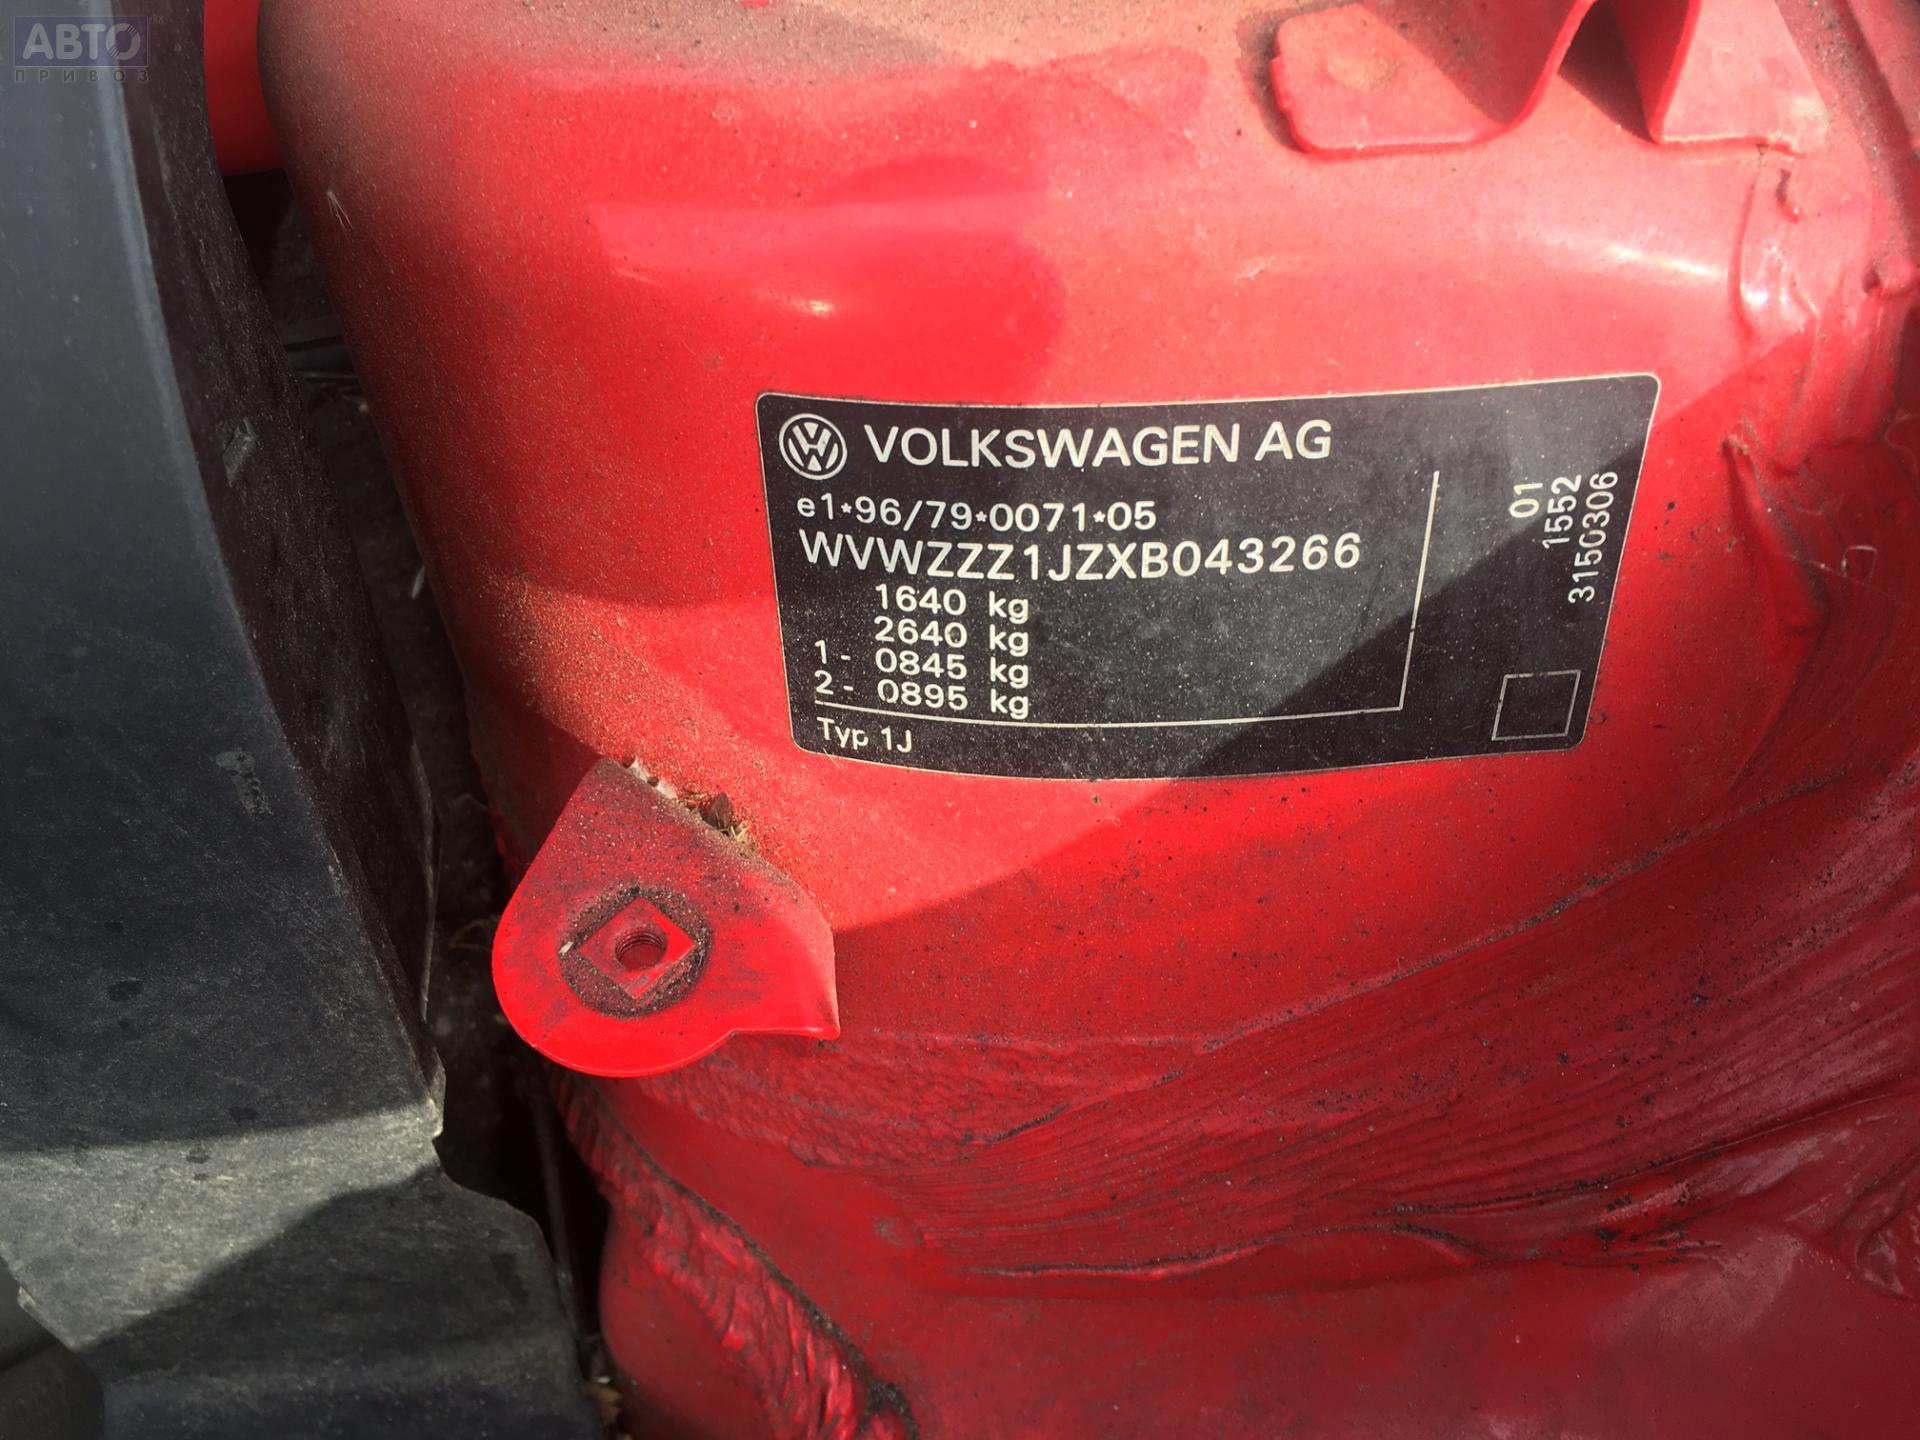 АВТО
ПРИВОЗ
VOLKSWAGEN AG
e1*96/79*0071*05
WVWZZZ1JZXB043266
1640 kg
2640 kg
1- 0845 kg
2- 0895 kg
Typ 1J
01
1552
3150306